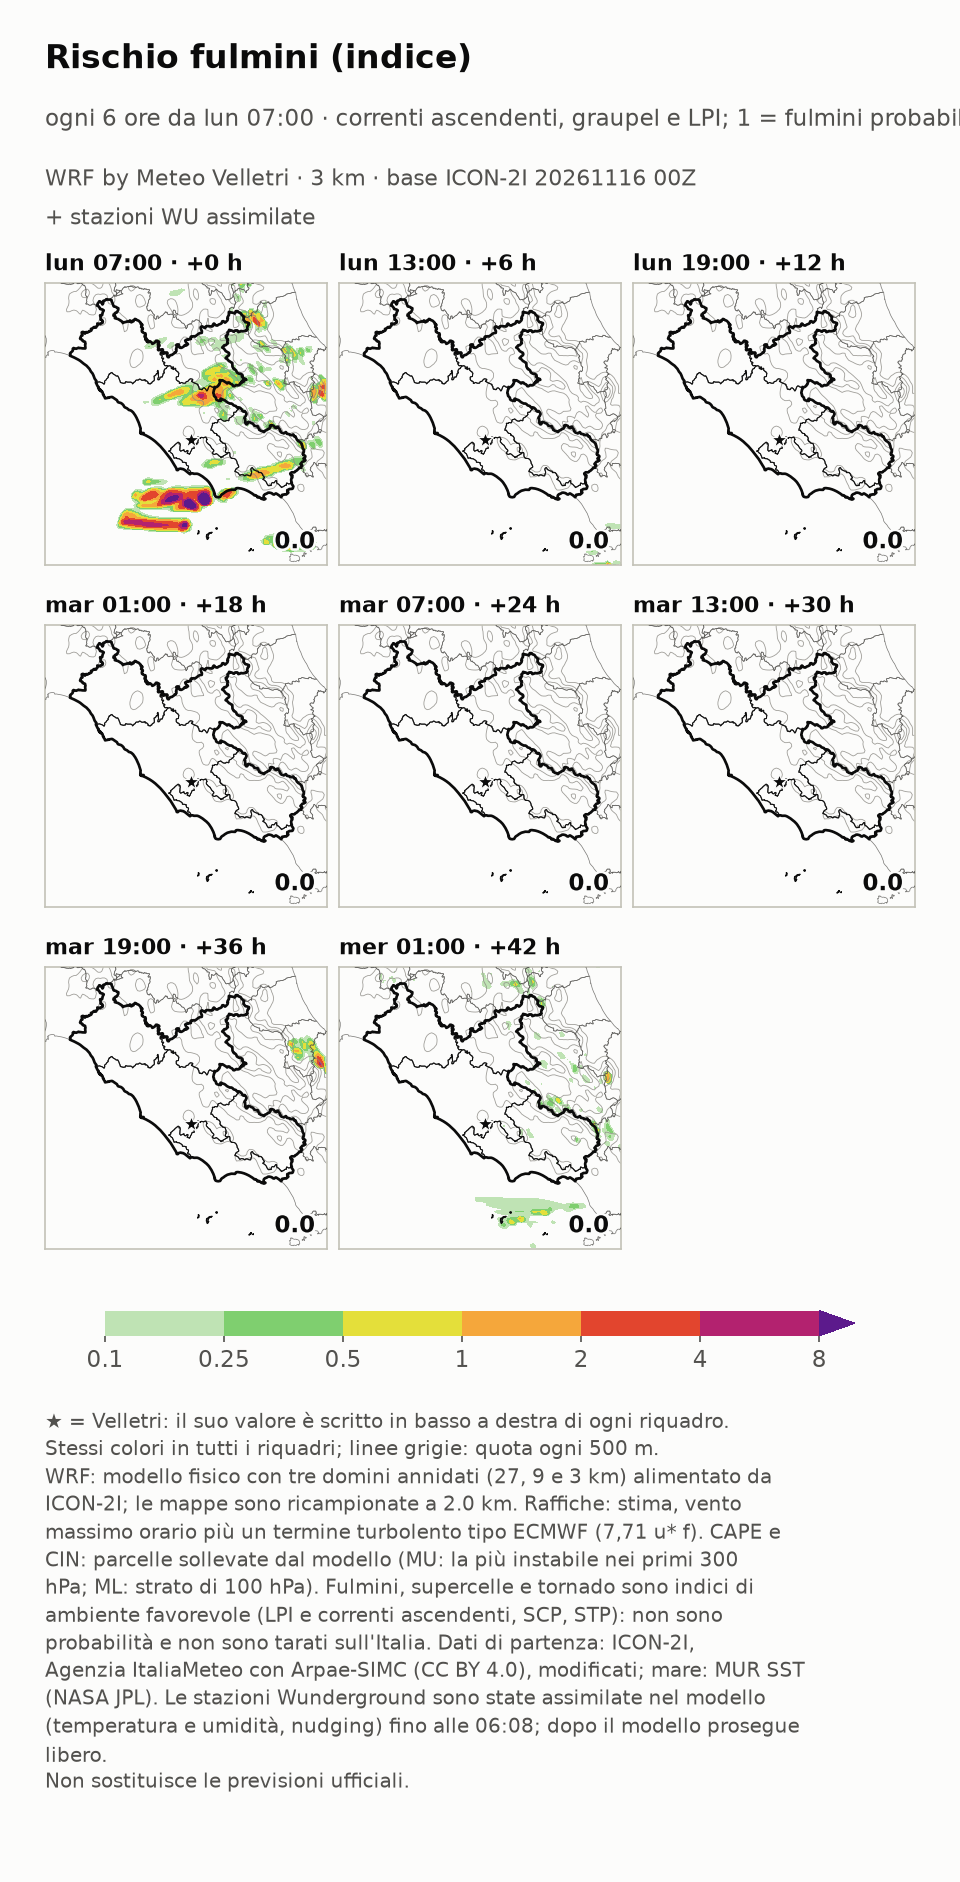 Rischio fulmini (indice)
ogni 6 ore da lun 07:00 · correnti ascendenti, graupel e LPI; 1 = fulmini probabil
WRF by Meteo Velletri · 3 km · base ICON-2I 20261116 00Z
+ stazioni WU assimilate
lun 07:00 · +0 h
lun 13:00 · +6 h
lun 19:00 · +12 h
0.0
0.0
0.0
mar 01:00 · +18 h
mar 07:00 · +24 h
mar 13:00 · +30 h
0.0
0.0
0.0
mar 19:00 · +36 h
mer 01:00 · +42 h
0.0
0.0
0.1 0.25 0.5 1 2 4 8
★ = Velletri: il suo valore è scritto in basso a destra di ogni riquadro.
Stessi colori in tutti i riquadri; linee grigie: quota ogni 500 m.
WRF: modello fisico con tre domini annidati (27, 9 e 3 km) alimentato da
ICON-2I; le mappe sono ricampionate a 2.0 km. Raffiche: stima, vento
massimo orario più un termine turbolento tipo ECMWF (7,71 u* f). CAPE e
CIN: parcelle sollevate dal modello (MU: la più instabile nei primi 300
hPa; ML: strato di 100 hPa). Fulmini, supercelle e tornado sono indici di
ambiente favorevole (LPI e correnti ascendenti, SCP, STP): non sono
probabilità e non sono tarati sull'Italia. Dati di partenza: ICON-2I,
Agenzia ItaliaMeteo con Arpae-SIMC (CC BY 4.0), modificati; mare: MUR SST
(NASA JPL). Le stazioni Wunderground sono state assimilate nel modello
(temperatura e umidità, nudging) fino alle 06:08; dopo il modello prosegue
libero.
Non sostituisce le previsioni ufficiali.